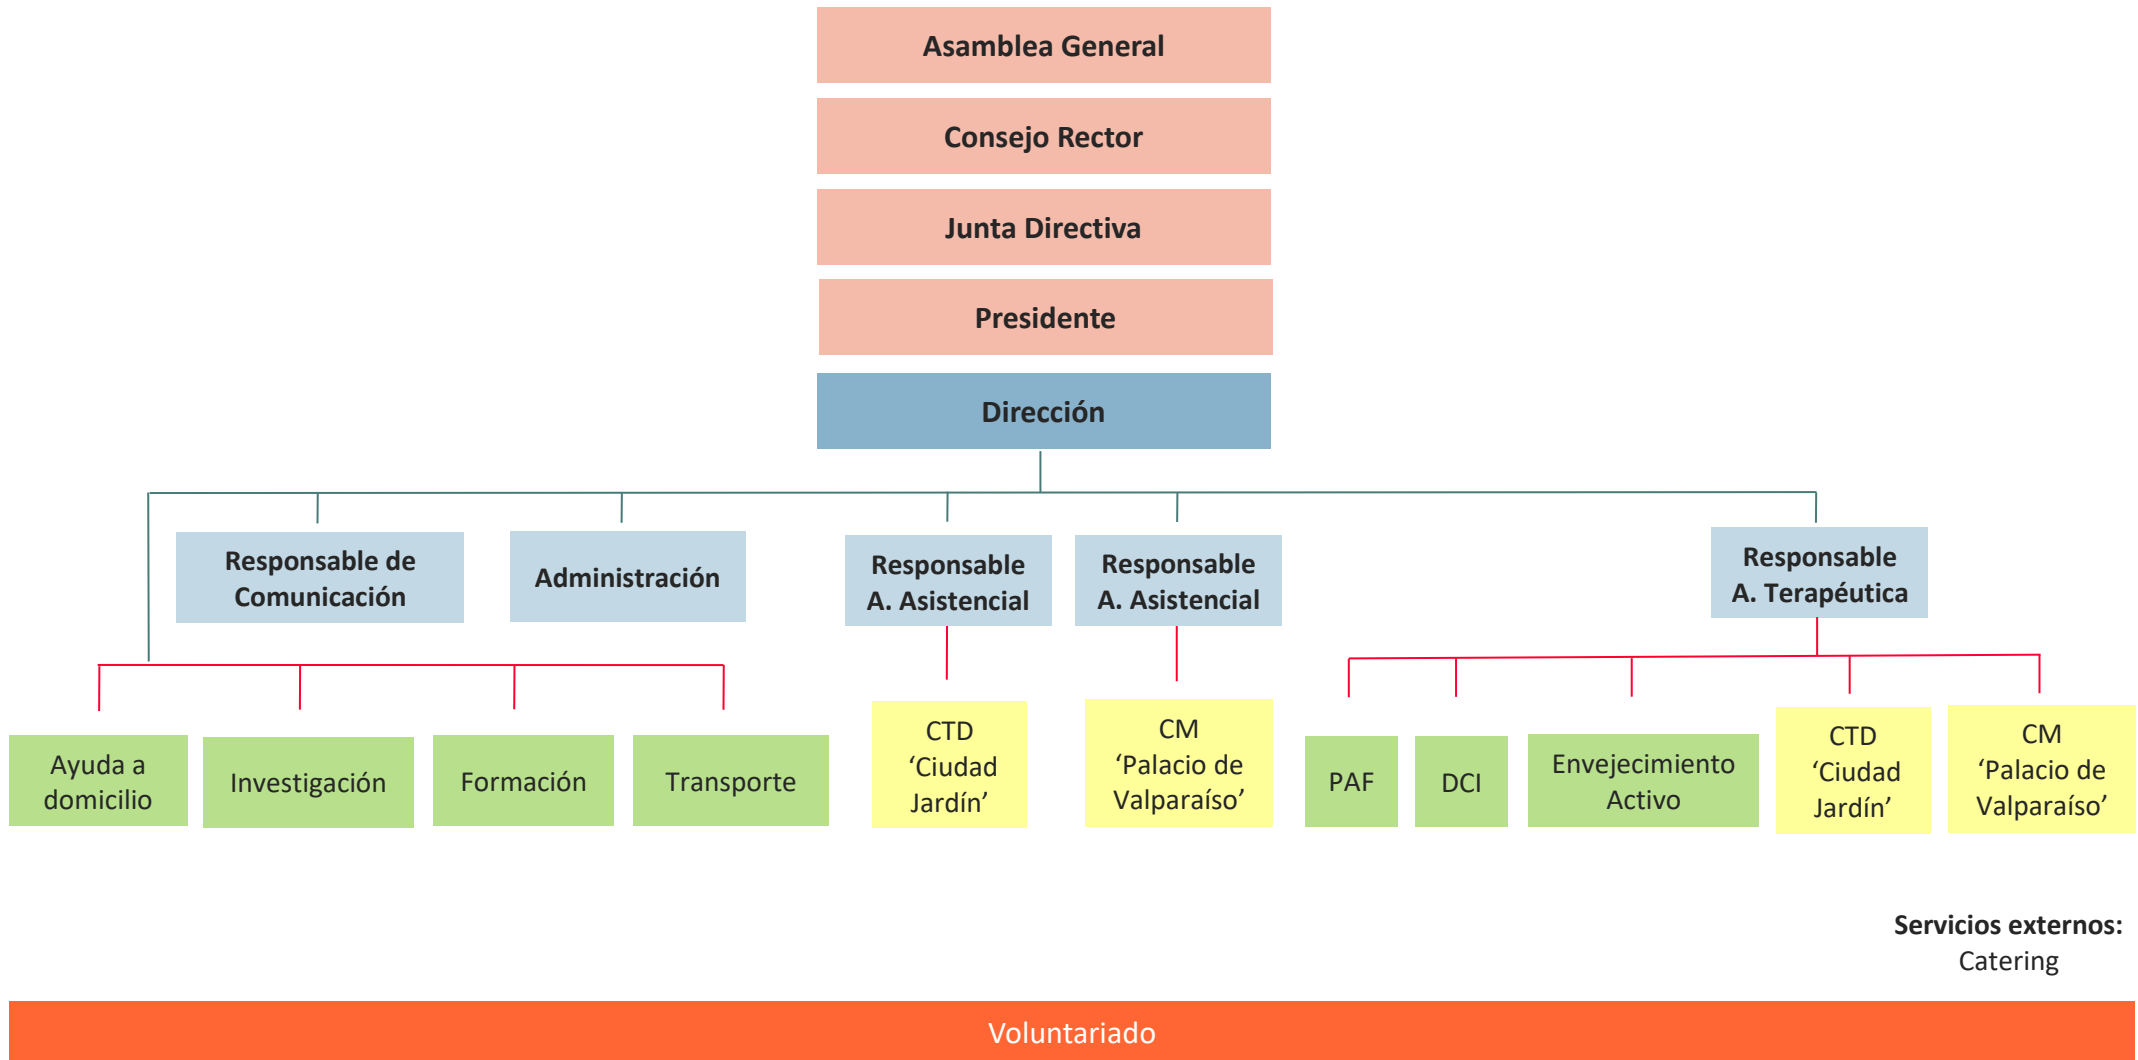 Asamblea General
Consejo Rector
Junta Directiva
Presidente
Dirección
Responsable de
Comunicación
Administración
Responsable
A. Asistencial
Responsable
A. Asistencial
Responsable
A. Terapéutica
Ayuda a
domicilio
Investigación
Formación
Transporte
CTD
‘Ciudad
Jardín’
CM
‘Palacio de
Valparaíso’
PAF
DCI
Envejecimiento
Activo
CTD
‘Ciudad
Jardín’
CM
‘Palacio de
Valparaíso’
Servicios externos:
Catering
Voluntariado